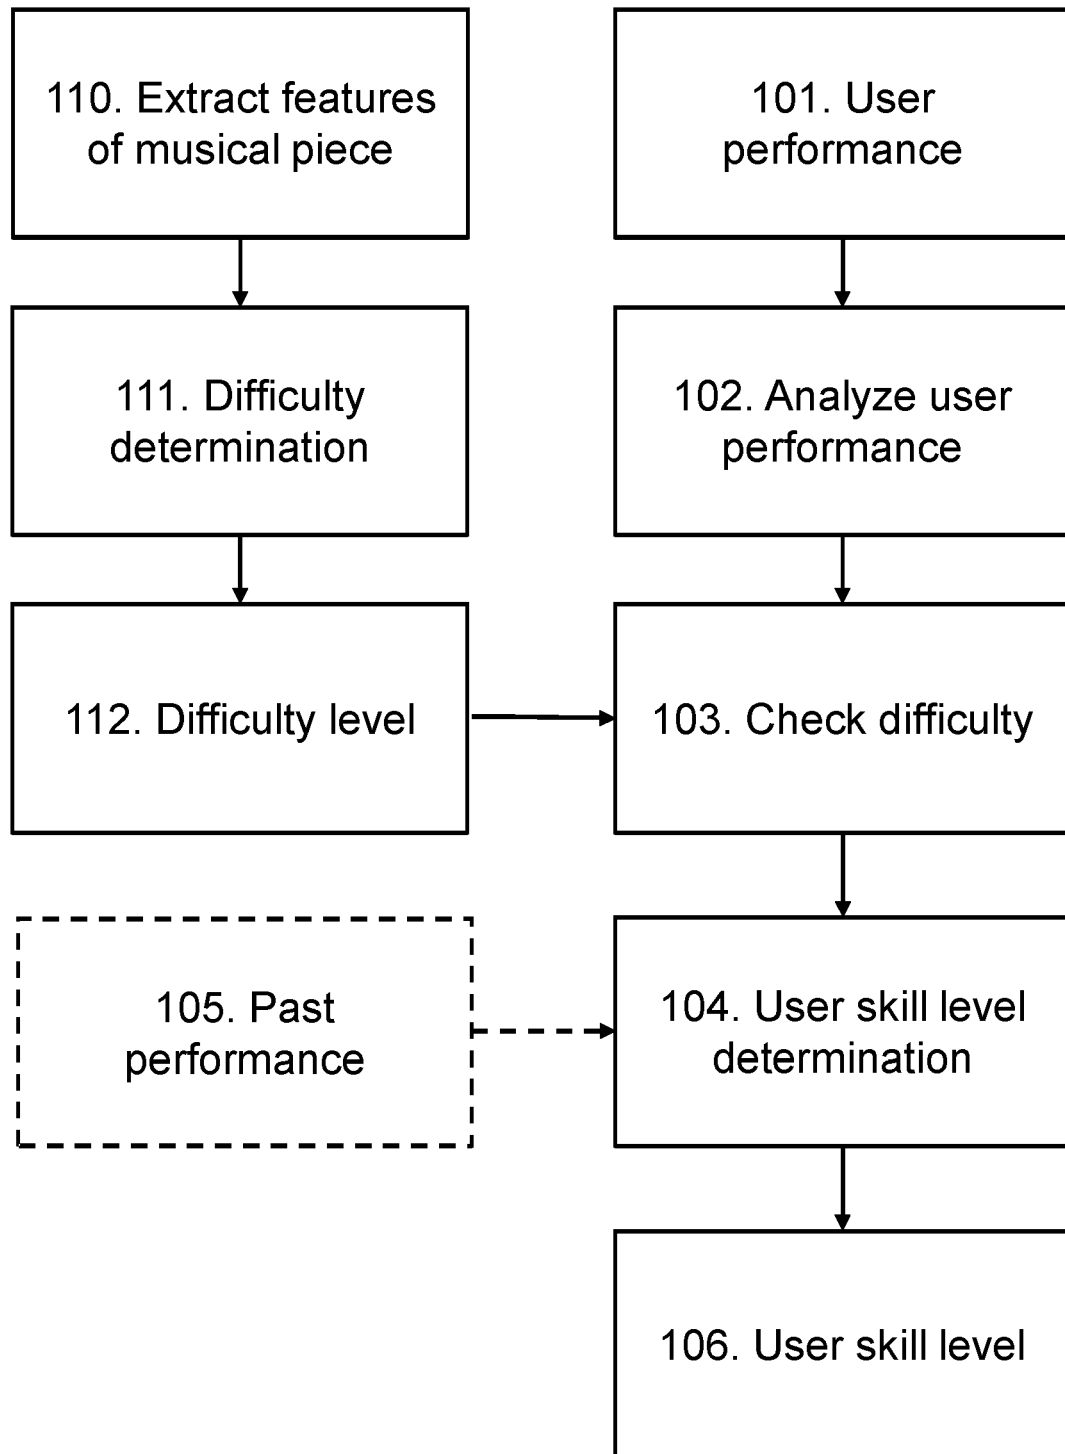 110. Extract features
of musical piece
101. User
performance
111. Difficulty
determination
102. Analyze user
performance
112. Difficulty level
103. Check difficulty
105. Past
performance
104. User skill level
determination
106. User skill level